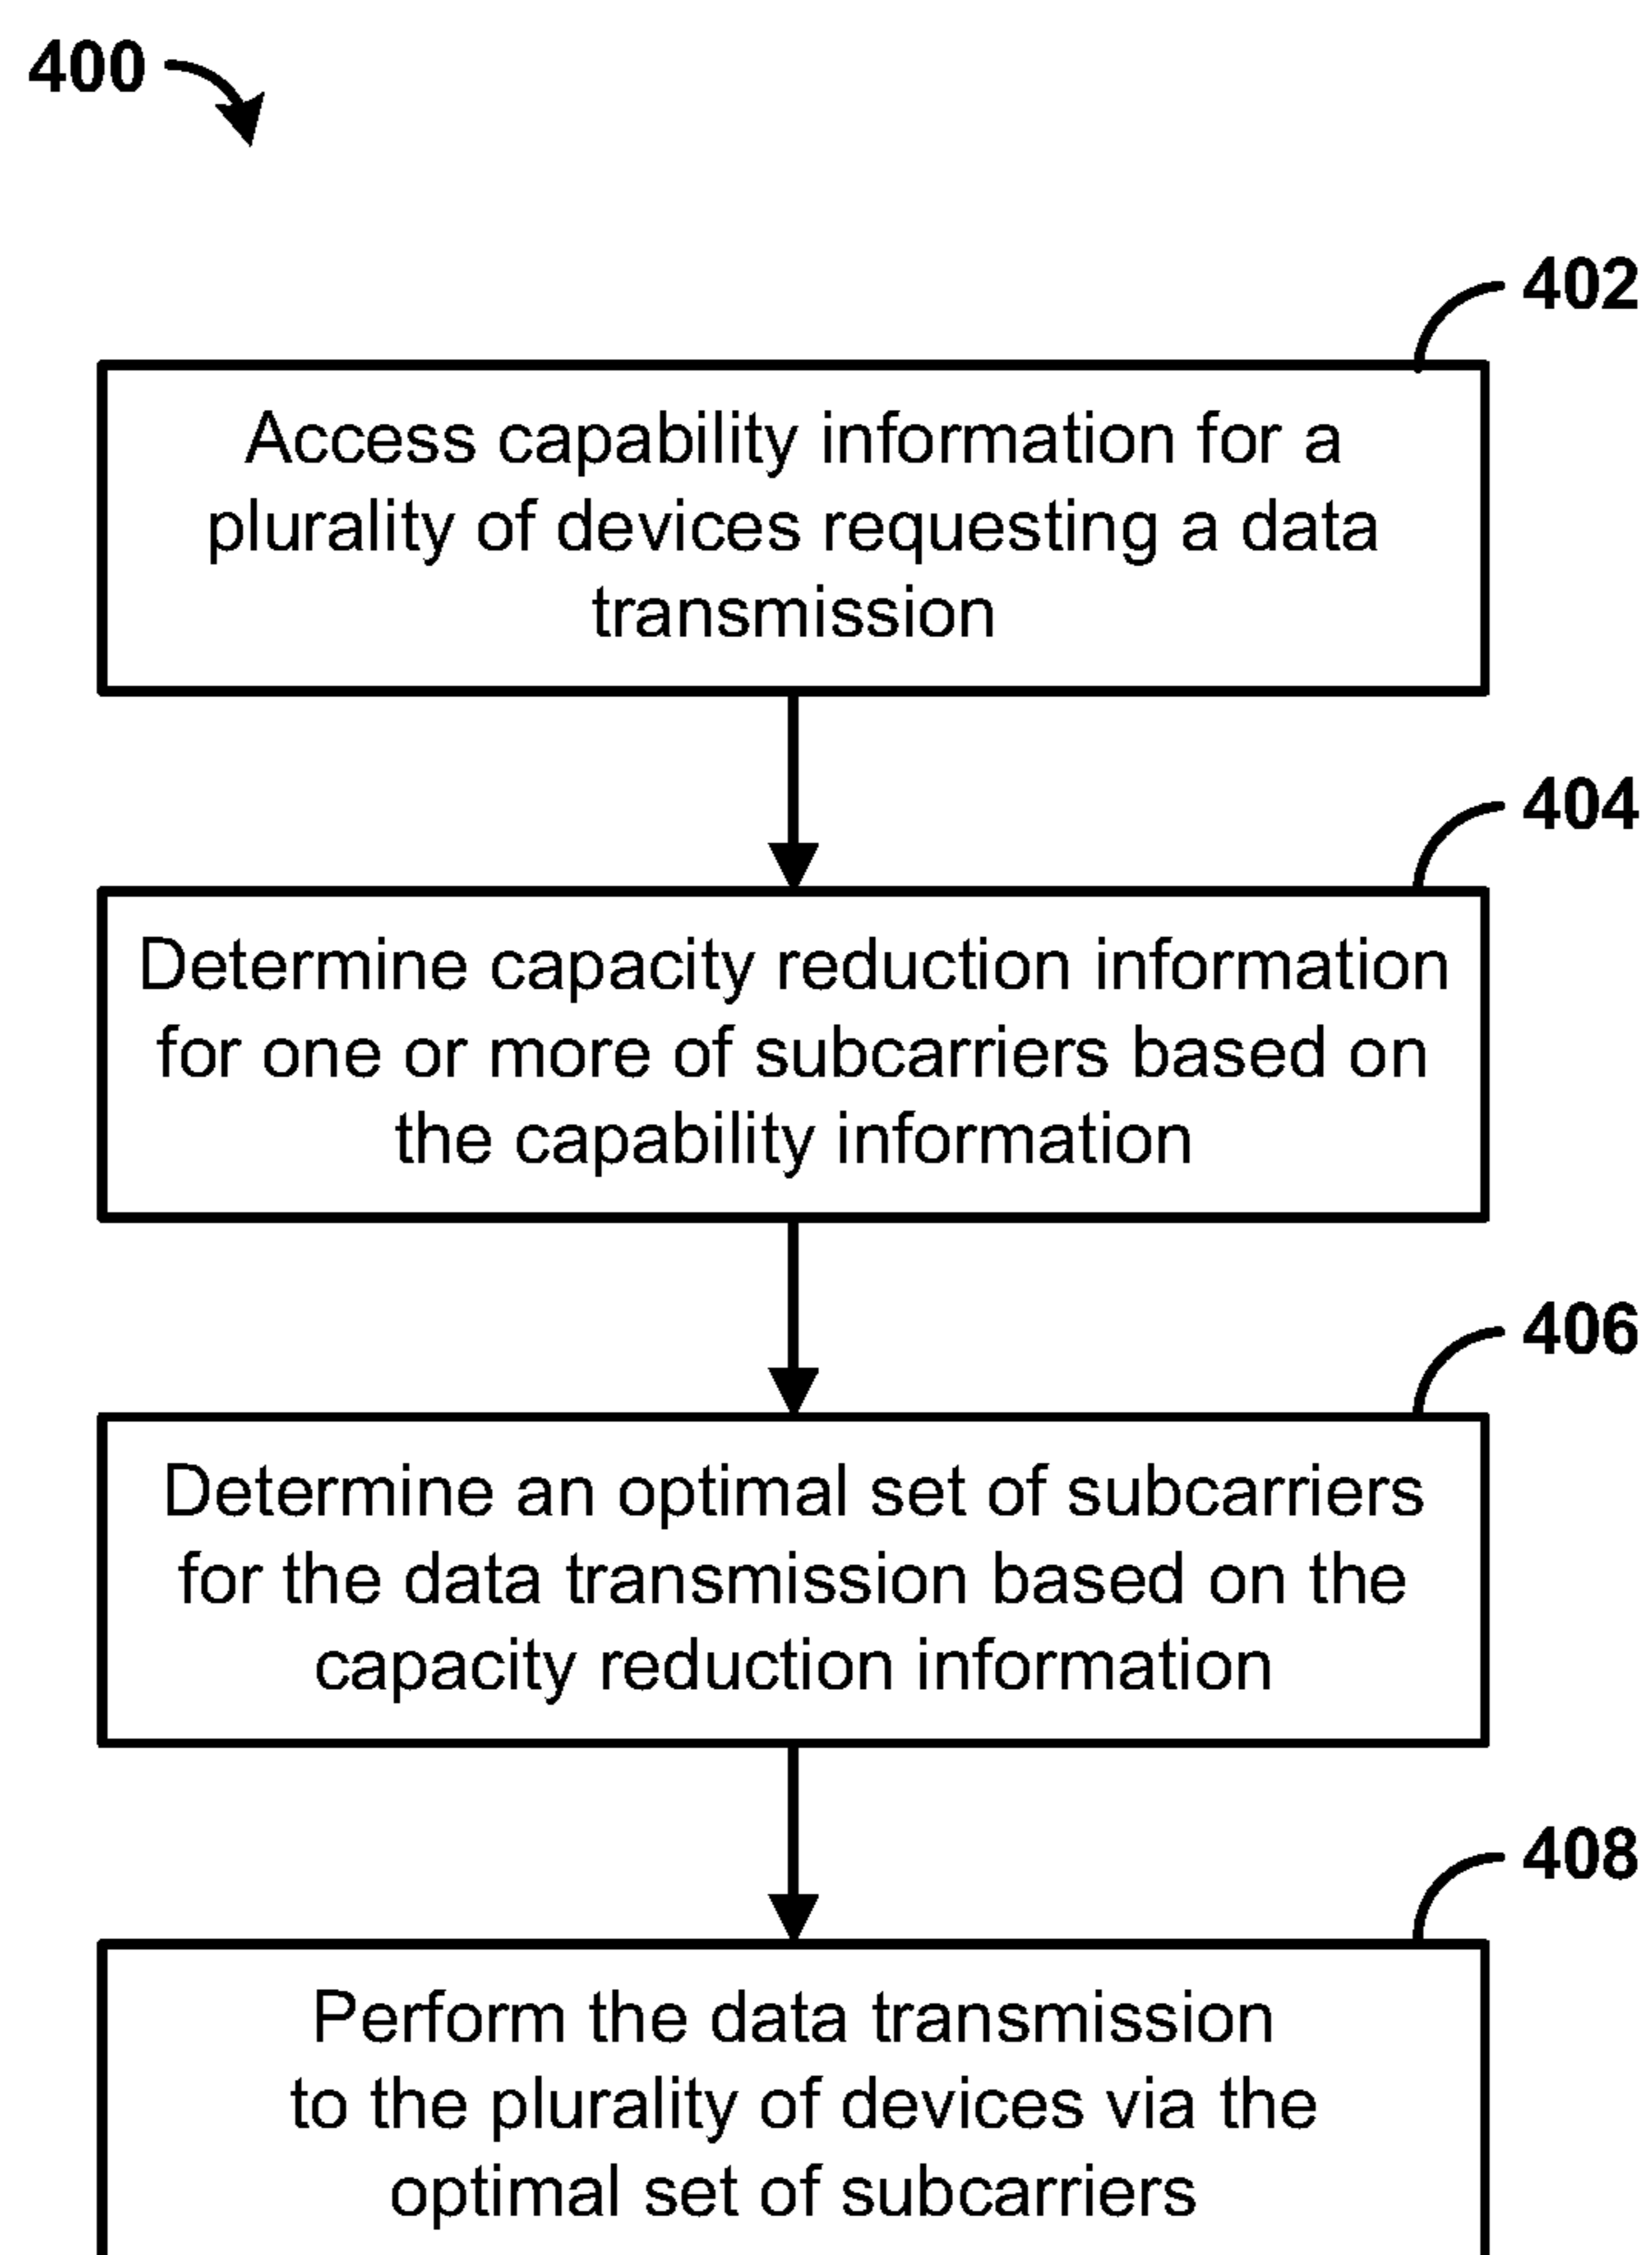 400
402
Access capability information for a
plurality of devices requesting a data
transmission
404
Determine capacity reduction information
for one or more of subcarriers based on
the capability information
406
Determine an optimal set of subcarriers
for the data transmission based on the
capacity reduction information
408
Perform the data transmission
to the plurality of devices via the
optimal set of subcarriers